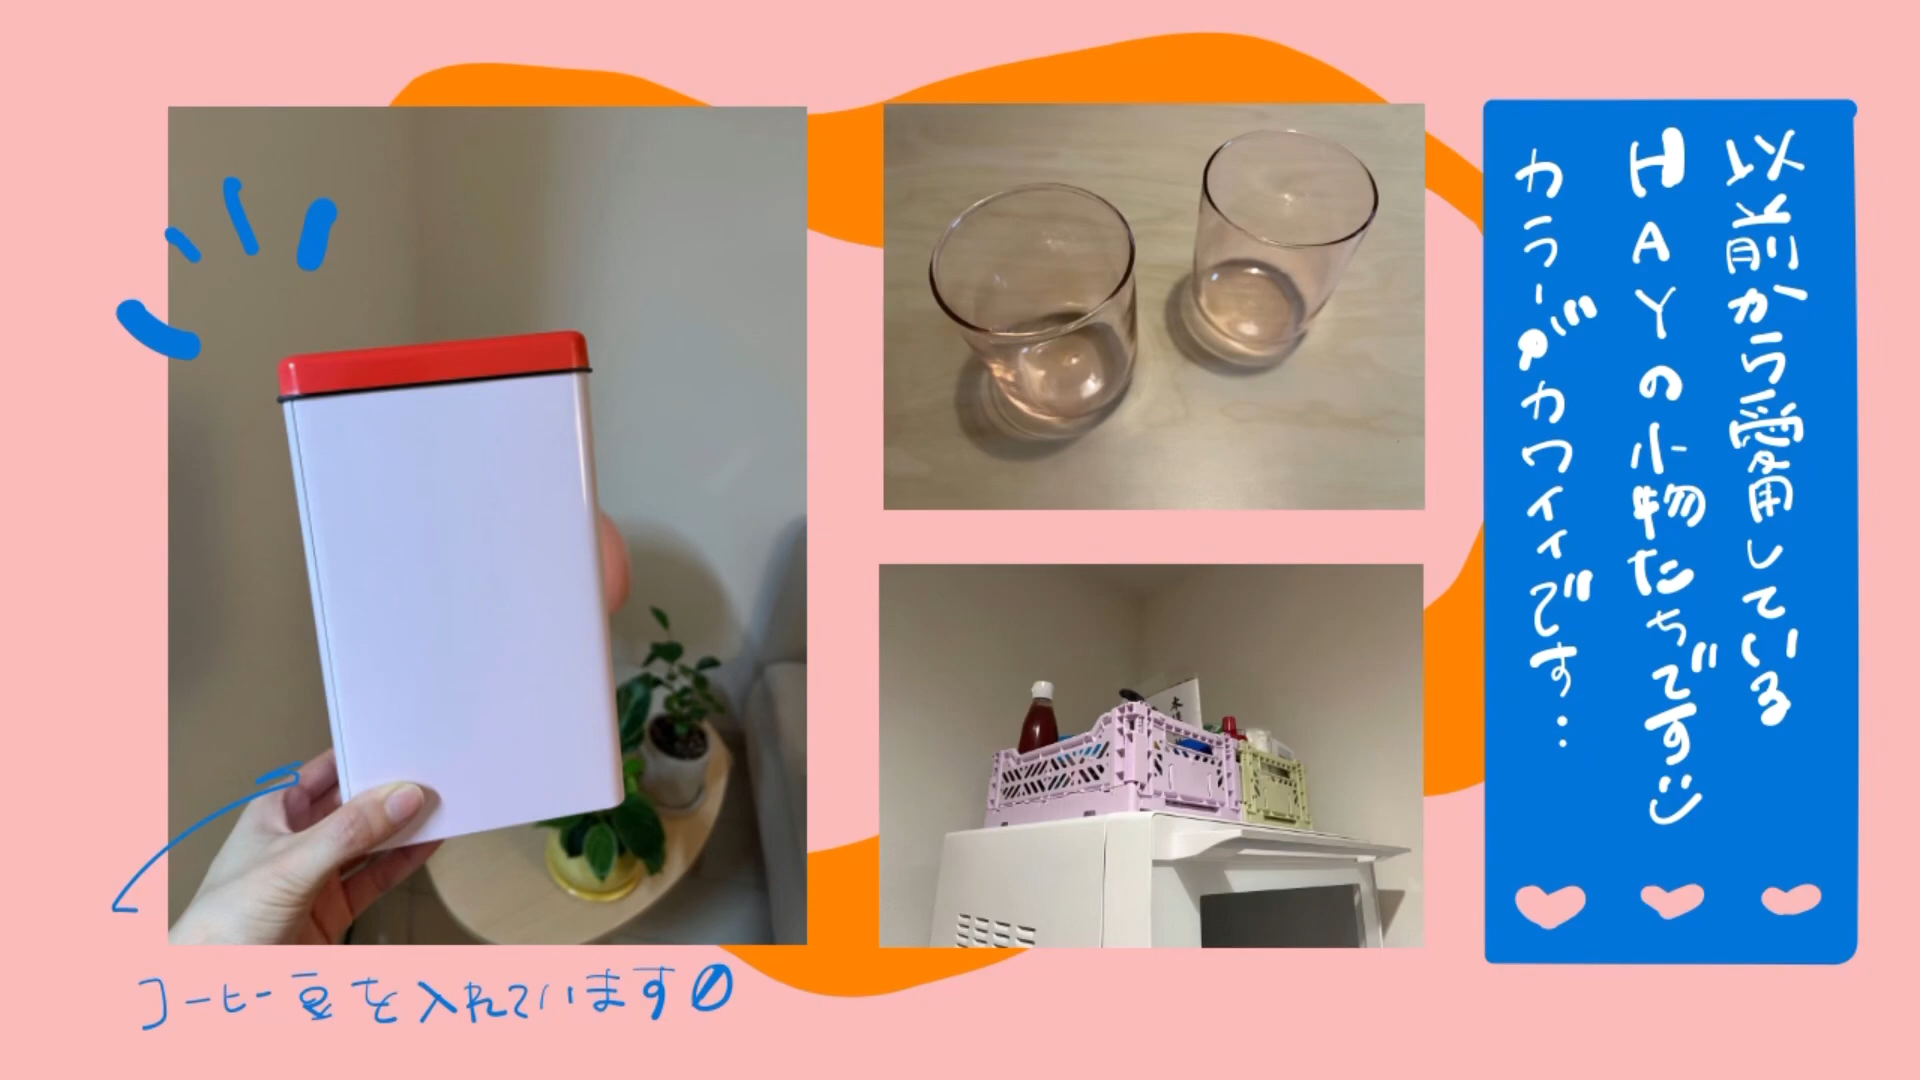 以前から愛用している
HAYの小物たちです
カラーがカワイイです…
コーヒー豆を入れています